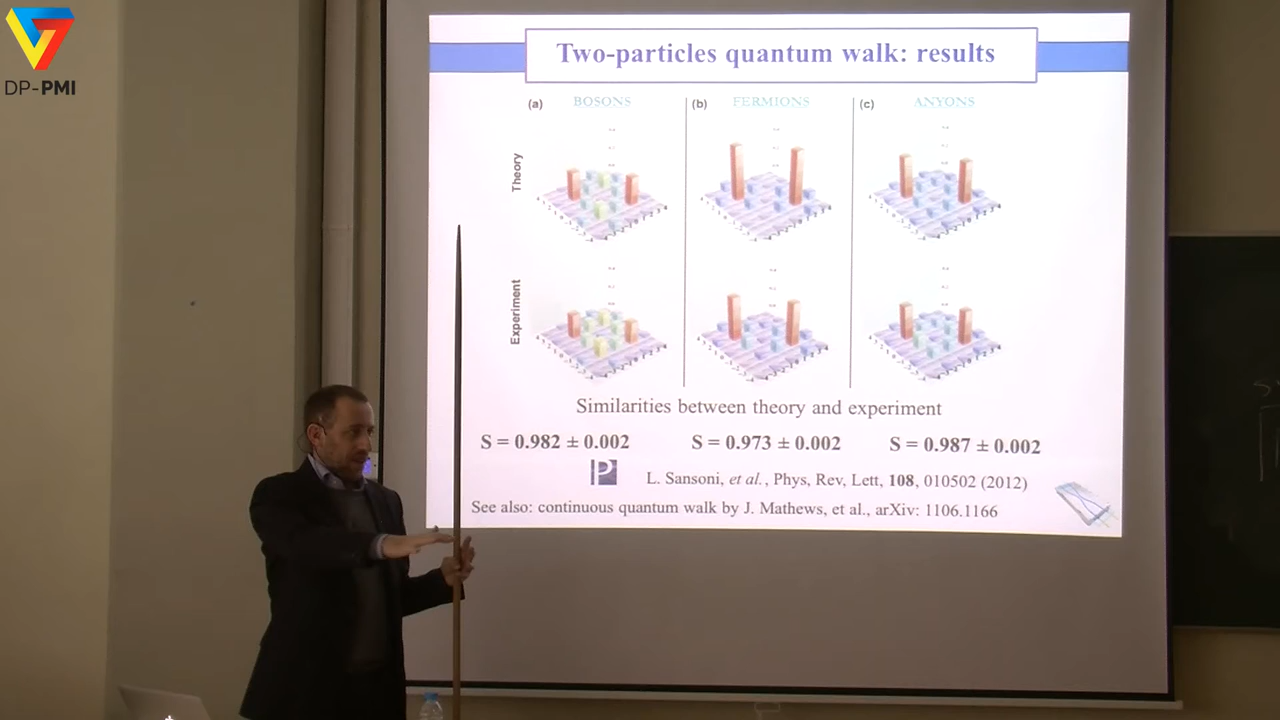 DP-PMI
Two-particles quantum walk: results
(a) BOSONS
(b) FERMIONS
(c) ANYONS
Theory
Experiment
Similarities between theory and experiment
S = 0.982 ± 0.002
S = 0.973 ± 0.002
S = 0.987 ± 0.002
L. Sansoni, et al., Phys, Rev, Lett, 108, 010502 (2012)
See also: continuous quantum walk by J. Mathews, et al., arXiv: 1106.1166